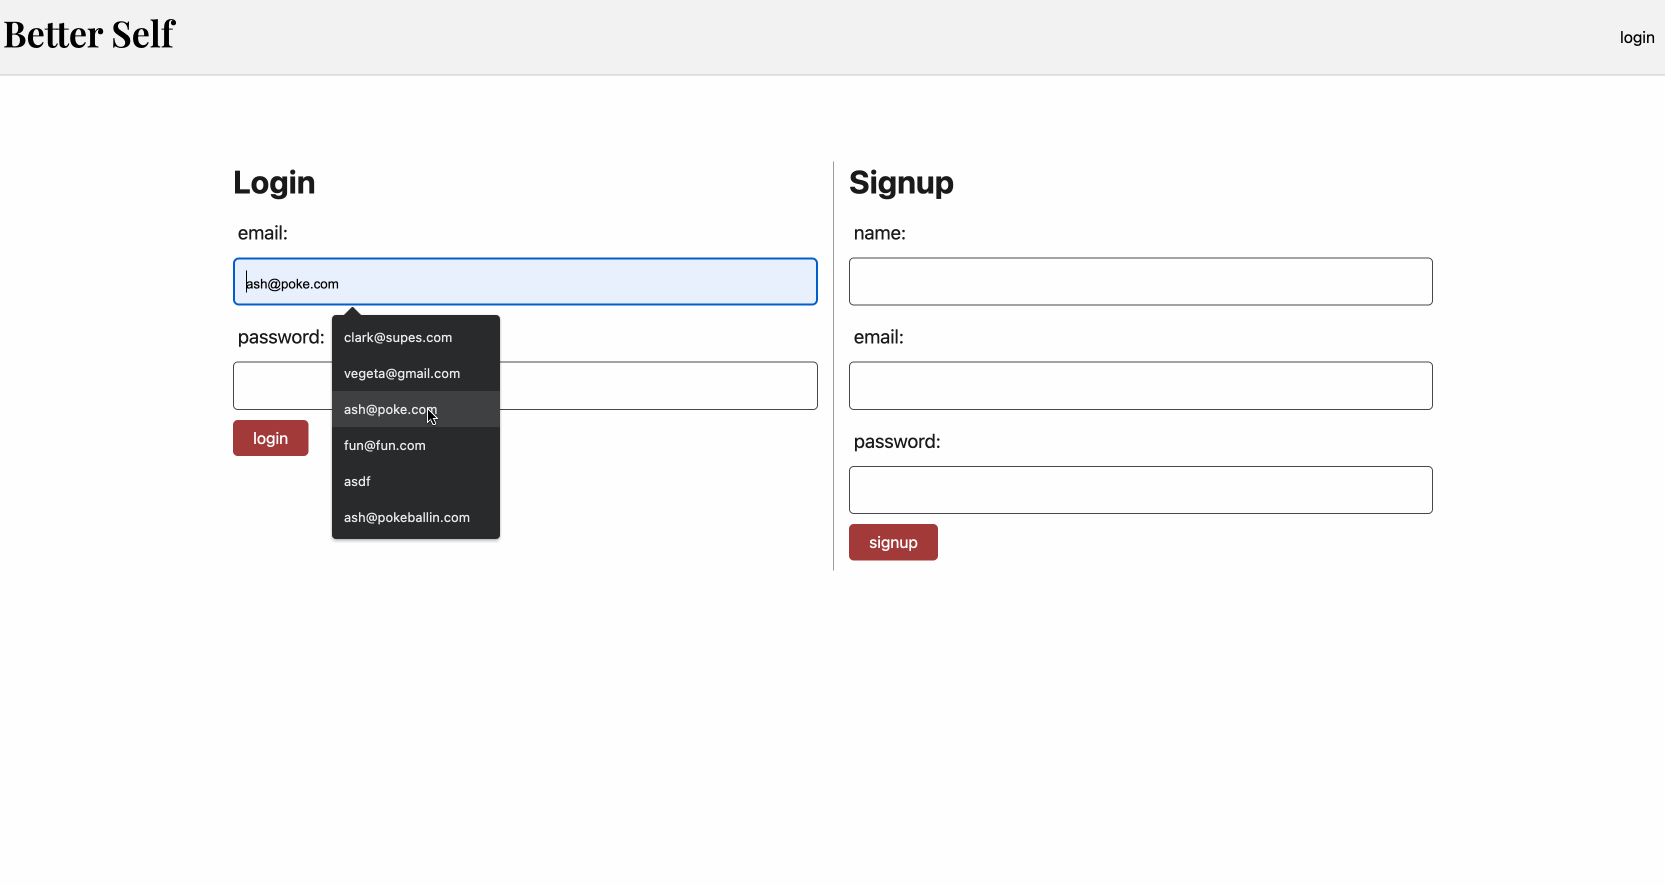 Better Self
login
Login
email:
ash@poke.com
password:
clark@supes.com
vegeta@gmail.com
ash@poke.com
fun@fun.com
asdf
ash@pokeballin.com
login
Signup
name:
email:
password:
signup